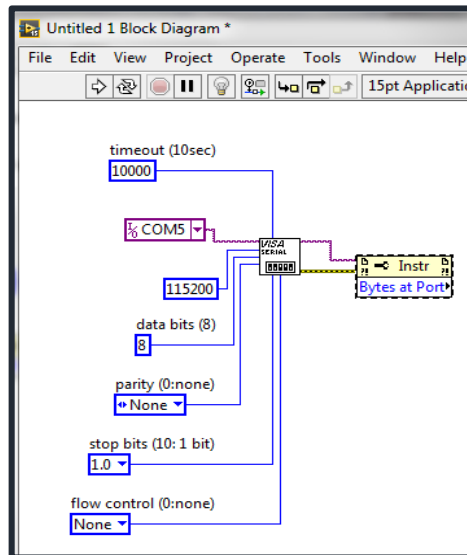 Untitled 1 Block Diagram *
File Edit View Project Operate Tools Window Help
15pt Applicatio
timeout (10sec)
10000
I/O COM5
VISA
SERIAL
Instr
Bytes at Port
115200
data bits (8)
8
parity (0:none)
None
stop bits (10: 1 bit)
1.0
flow control (0:none)
None